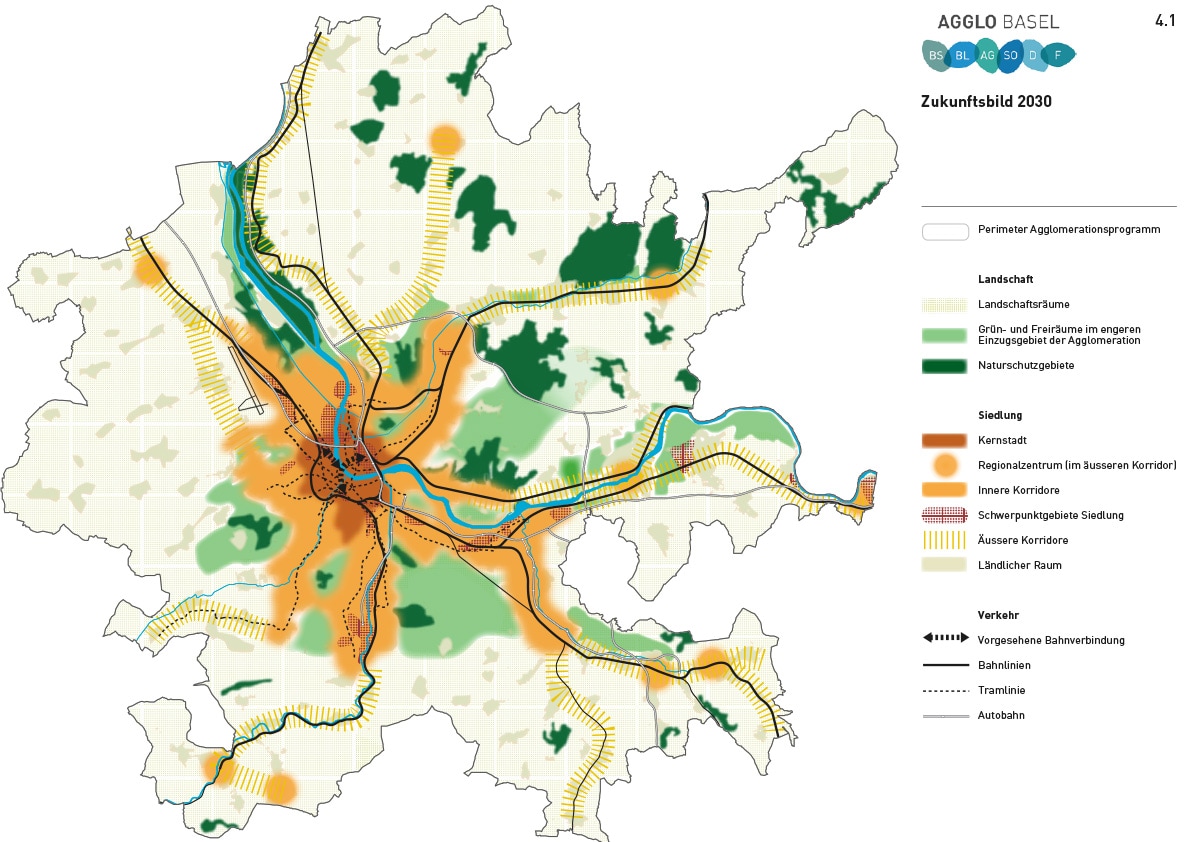 AGGLO BASEL
4.1
BS BL AG SO D F
Zukunftsbild 2030
Perimeter Agglomerationsprogramm
Landschaft
Landschaftsräume
Grün- und Freiräume im engeren
Einzugsgebiet der Agglomeration
Naturschutzgebiete
Siedlung
Kernstadt
Regionalzentrum (im äusseren Korridor)
Innere Korridore
Schwerpunktgebiete Siedlung
Äussere Korridore
Ländlicher Raum
Verkehr
Vorgesehene Bahnverbindung
Bahnlinien
Tramlinie
Autobahn